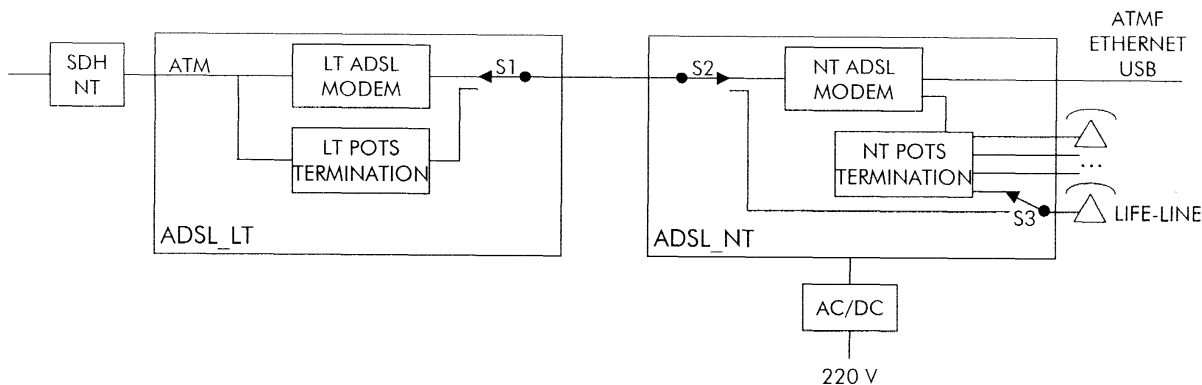 SDH
NT
ATM
LT ADSL
MODEM
LT POTS
TERMINATION
S1
ADSL_LT
S2
NT ADSL
MODEM
NT POTS
TERMINATION
S3
ADSL_NT
ATMF
ETHERNET
USB
...
LIFE-LINE
AC/DC
220 V